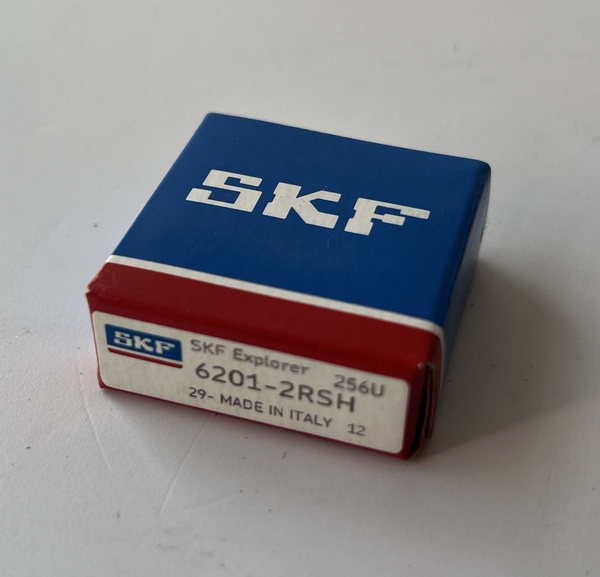 SKF
SKF
SKF Explorer 256U
6201-2RSH
29- MADE IN ITALY 12